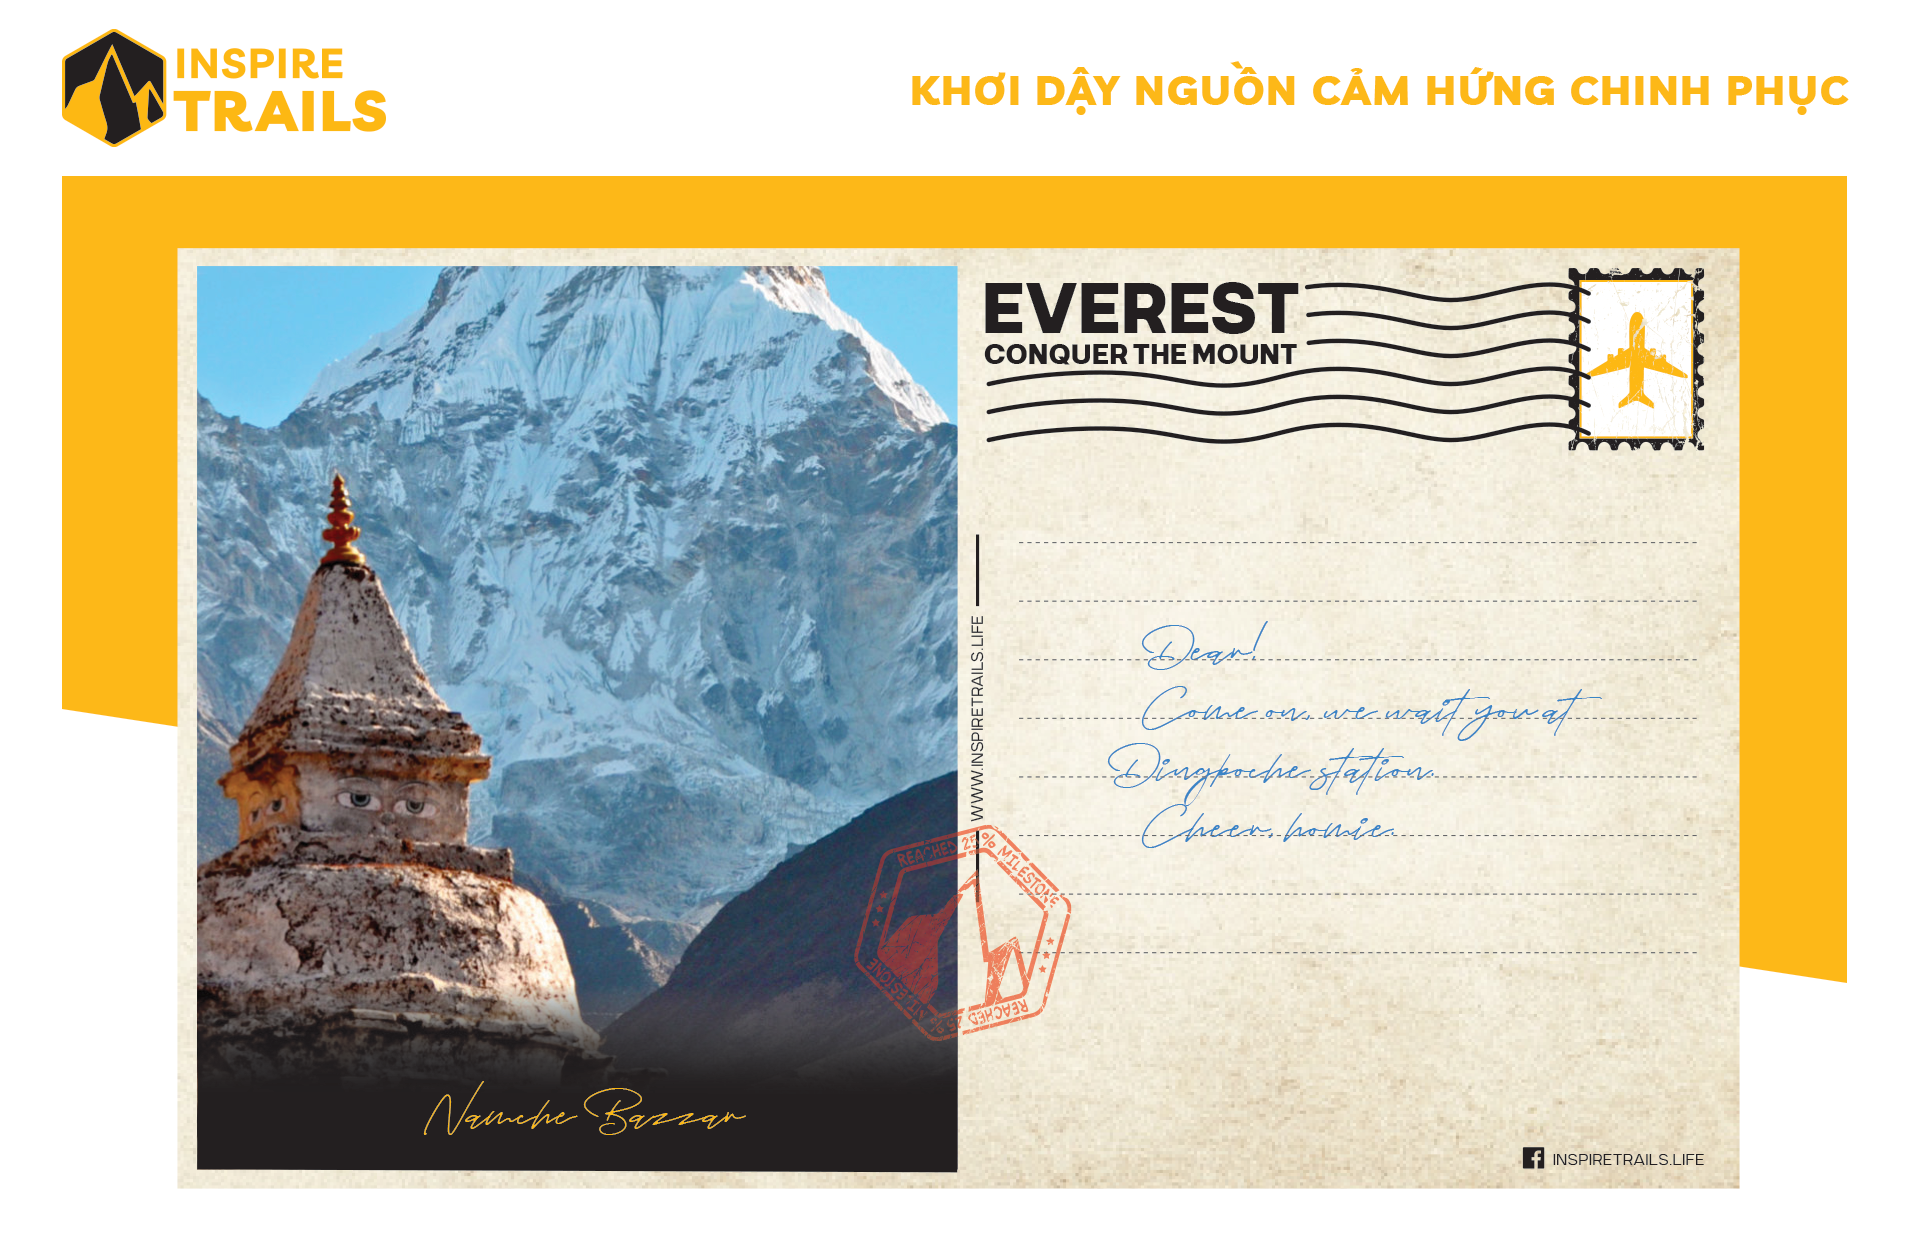 INSPIRE
TRAILS
KHƠI DẬY NGUỒN CẢM HỨNG CHINH PHỤC
EVEREST
CONQUER THE MOUNT
WWW.INSPIRETRAILS.LIFE
Dear!
Come on, we wait you at
Dingpoche station.
Cheer, homie.
REACHED 25% MILESTONE
REACHED 25% MILESTONE
Namche Bazzar
INSPIRETRAILS.LIFE